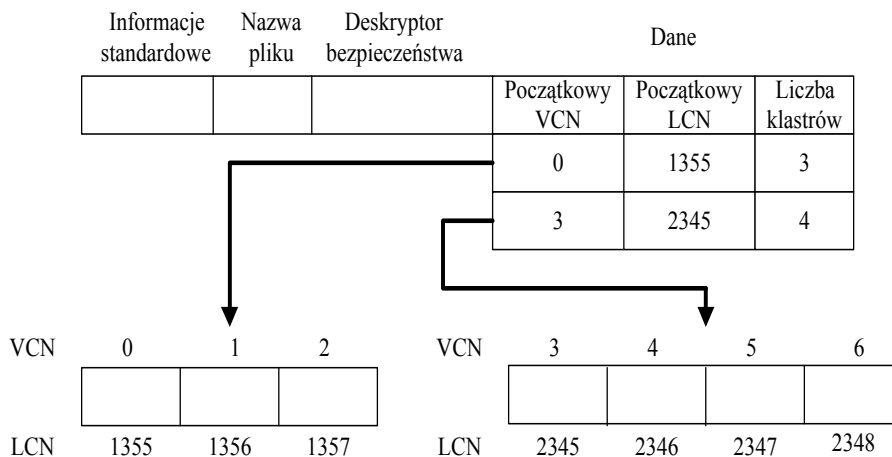 Informacje Nazwa Deskryptor
standardowe pliku bezpieczeństwa Dane
Początkowy Początkowy Liczba
VCN LCN klastrów
0 1355 3
3 2345 4
VCN 0 1 2 VCN 3 4 5 6
LCN 1355 1356 1357 LCN 2345 2346 2347 2348